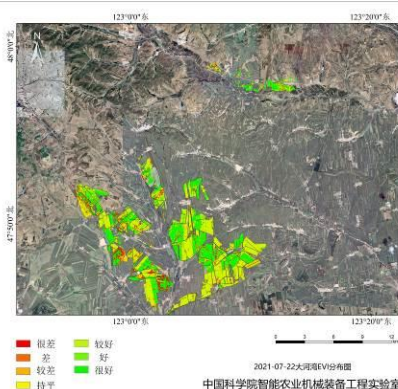 123°0'0"东 123°20'0"东
48°0'0"北
N
47°50'0"北
123°0'0"东 123°20'0"东
很差 较好
差 好
较差 很好
持平
2021-07-22大河湾EVI分布图
中国科学院智能农业机械装备工程实验室